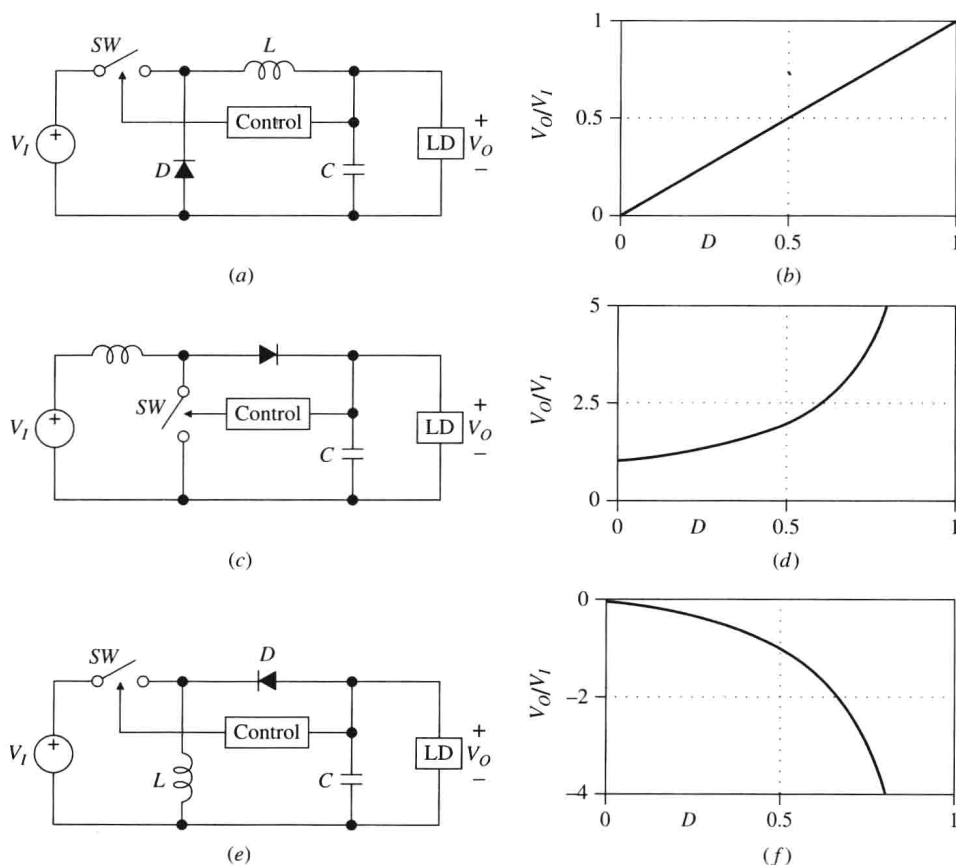 SW
L
V_I
+
Control
D
C
LD
+
V_O
−
(a)
V_O/V_I
1
0.5
0
0
D
0.5
1
(b)
V_I
+
SW
Control
C
LD
+
V_O
−
(c)
V_O/V_I
5
2.5
0
0
D
0.5
1
(d)
SW
D
V_I
+
Control
L
C
LD
+
V_O
−
(e)
V_O/V_I
0
−2
−4
0
D
0.5
1
(f)